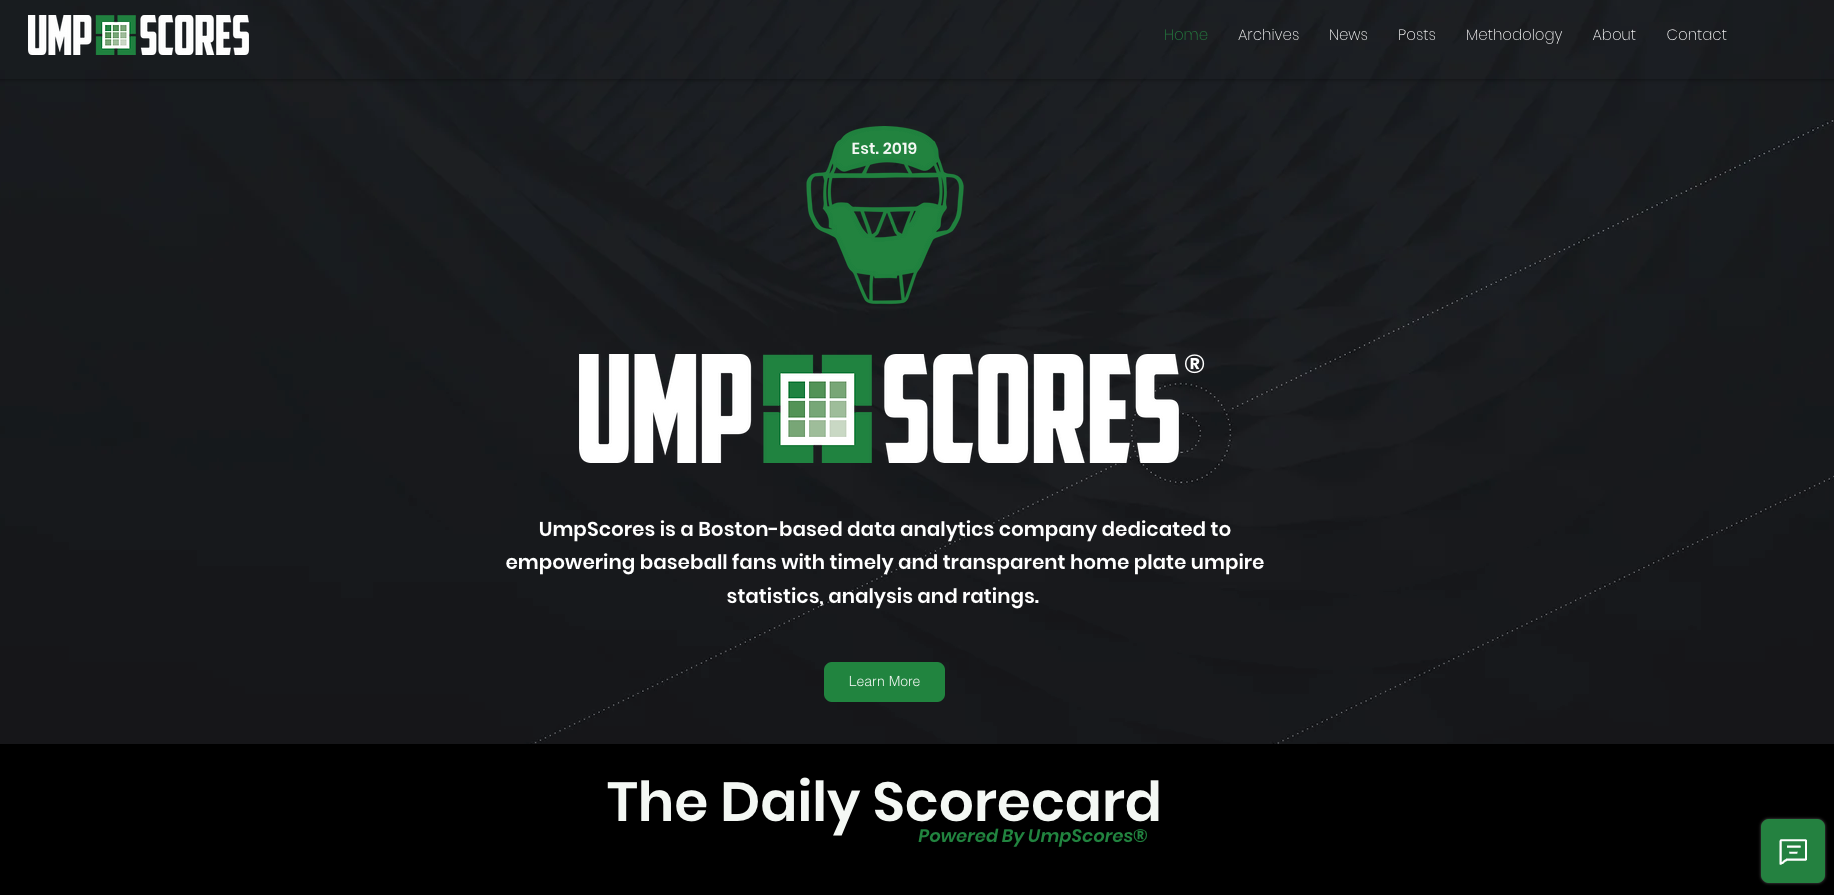 UMP SCORES
Home Archives News Posts Methodology About Contact
Est. 2019
UMP SCORES®
UmpScores is a Boston-based data analytics company dedicated to
empowering baseball fans with timely and transparent home plate umpire
statistics, analysis and ratings.
Learn More
The Daily Scorecard
Powered By UmpScores®